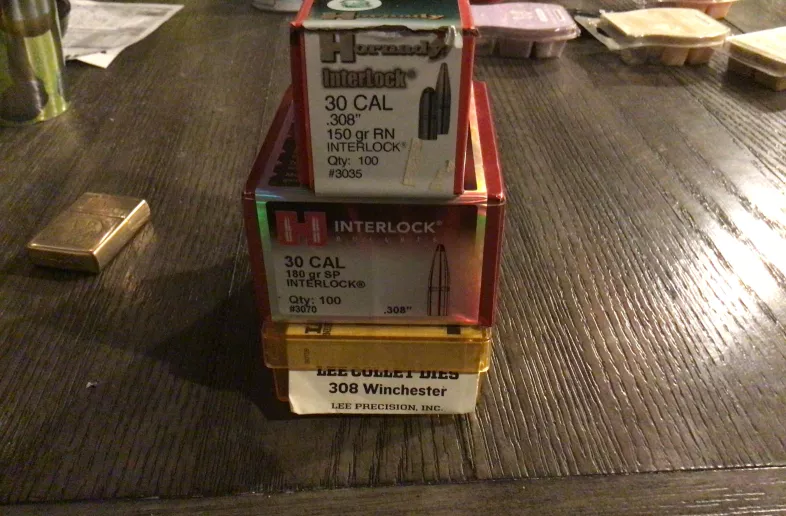 Hornady
InterLock®
30 CAL
.308"
150 gr RN
INTERLOCK®
Qty: 100
#3035
H INTERLOCK®
BULLETS
30 CAL
180 gr SP
INTERLOCK®
Qty: 100
#3070 .308"
LEE COLLET DIES
308 Winchester
LEE PRECISION, INC.